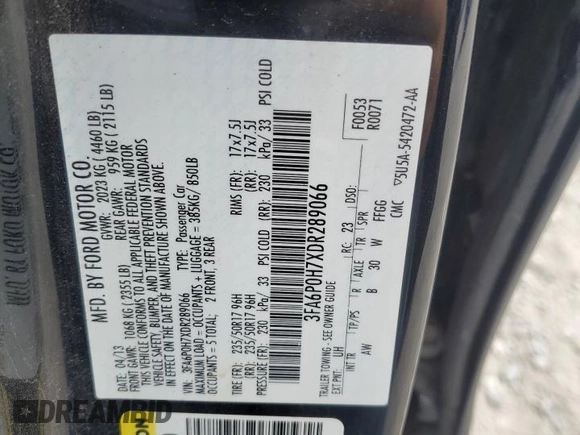 MFD. BY FORD MOTOR CO.
DATE: 04/13 GVWR: 2023 KG ( 4460 LB)
FRONT GAWR: 1068 KG ( 2355 LB) REAR GAWR: 959 KG ( 2115 LB)
THIS VEHICLE CONFORMS TO ALL APPLICABLE FEDERAL MOTOR
VEHICLE SAFETY, BUMPER, AND THEFT PREVENTION STANDARDS
IN EFFECT ON THE DATE OF MANUFACTURE SHOWN ABOVE.
VIN: 3FA6P0H7XDR289066 TYPE: Passenger Car
MAXIMUM LOAD = OCCUPANTS + LUGGAGE = 385KG/ 850LB
OCCUPANTS = 5 TOTAL: 2 FRONT, 3 REAR
TIRE (FR): 235/50R17 96H RIMS (FR): 17x7.5J
(RR): 235/50R17 96H (RR): 17x7.5J
PRESSURE (FR): 230 kPa/ 33 PSI COLD (RR): 230 kPa/ 33 PSI COLD
3FA6P0H7XDR289066
F0053
R0071
TRAILER TOWING - SEE OWNER GUIDE
RC: 23 DSO:
EXT PNT: UH
TP/PS R AXLE TR SPR
AW B 30 W FFGG
CMC
▽5U5A-5420472-AA
DREAMBID